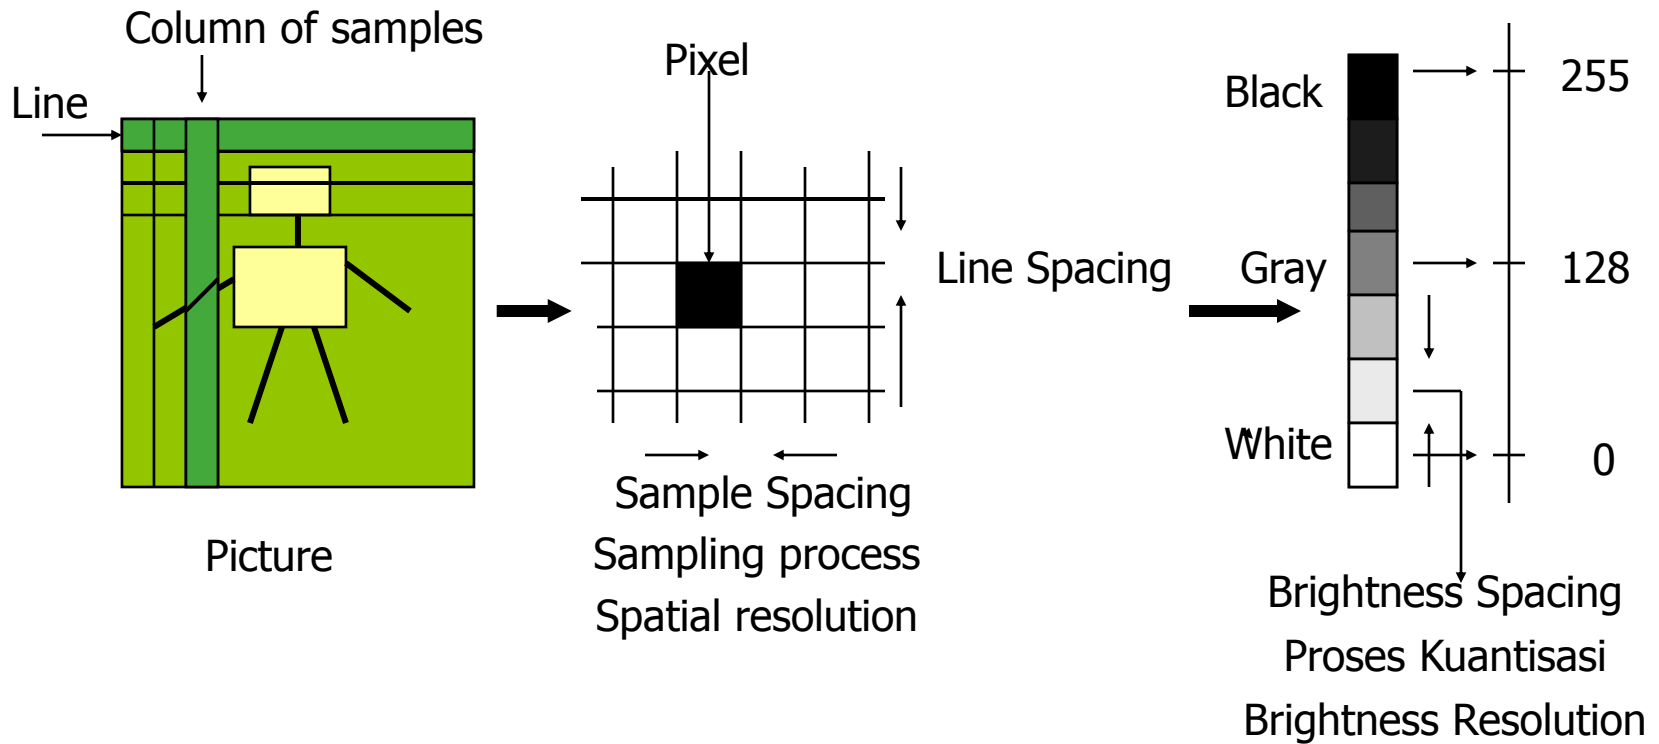 Column of samples
Line
Picture
Pixel
Line Spacing
Sample Spacing
Sampling process
Spatial resolution
Black
255
Gray
128
White
0
Brightness Spacing
Proses Kuantisasi
Brightness Resolution